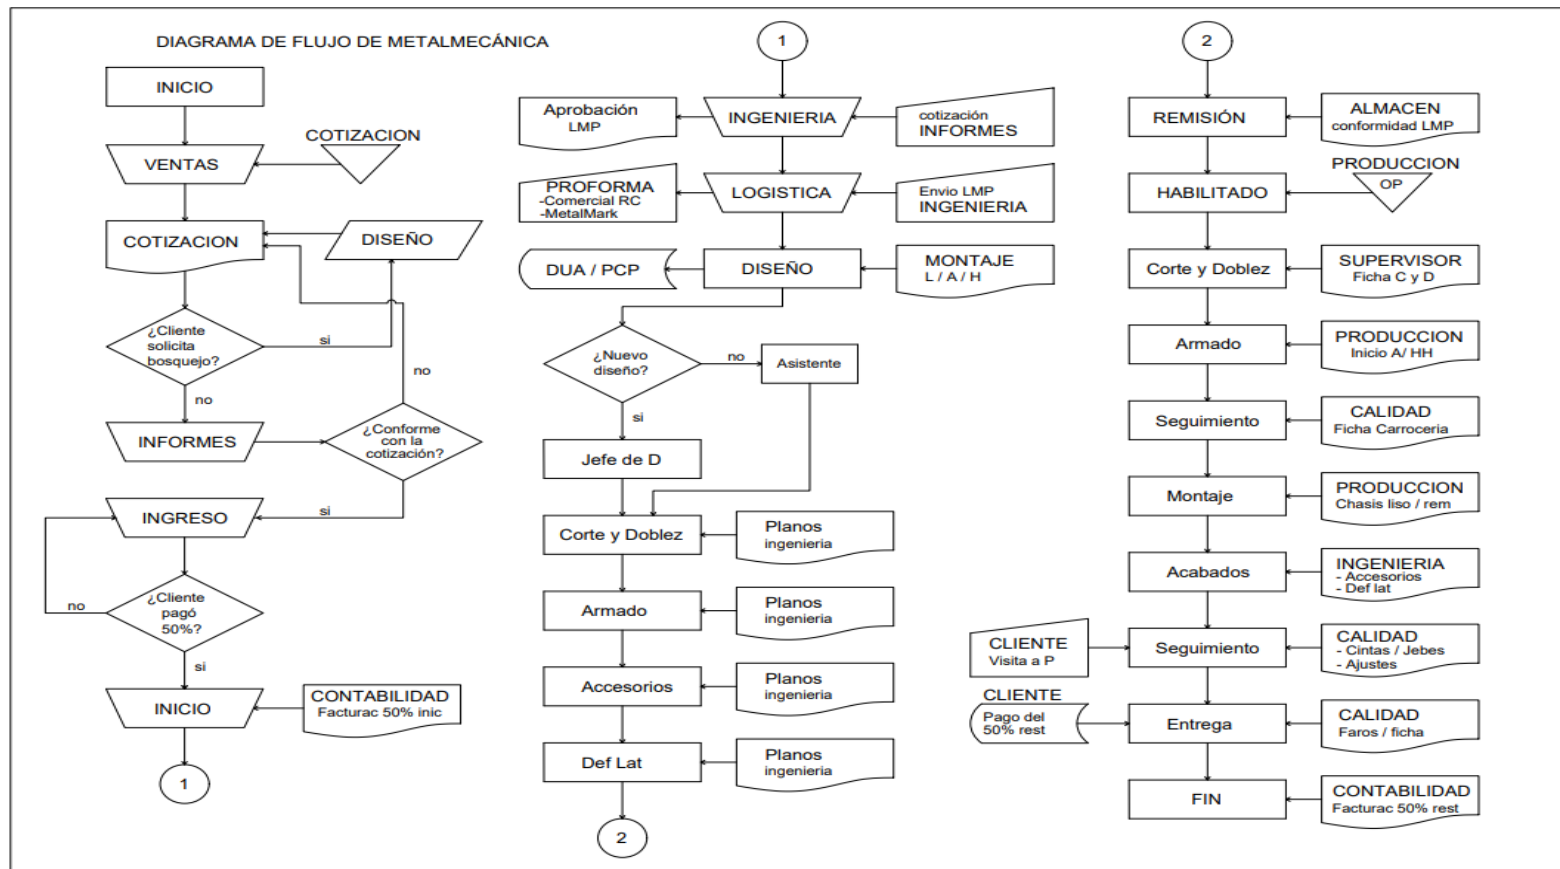 DIAGRAMA DE FLUJO DE METALMECÁNICA
INICIO
COTIZACION
VENTAS
COTIZACION
DISEÑO
¿Cliente
solicita
bosquejo?
si
no
no
INFORMES
¿Conforme
con la
cotización?
INGRESO
si
¿Cliente
pagó
50%?
no
si
INICIO
CONTABILIDAD
Facturac 50% inic
1
1
Aprobación
LMP
INGENIERIA
cotización
INFORMES
PROFORMA
-Comercial RC
-MetalMark
LOGISTICA
Envio LMP
INGENIERIA
DUA / PCP
DISEÑO
MONTAJE
L / A / H
¿Nuevo
diseño?
no
Asistente
si
Jefe de D
Corte y Doblez
Planos
ingenieria
Armado
Planos
ingenieria
Accesorios
Planos
ingenieria
Def Lat
Planos
ingenieria
2
2
REMISIÓN
ALMACEN
conformidad LMP
PRODUCCION
HABILITADO
OP
Corte y Doblez
SUPERVISOR
Ficha C y D
Armado
PRODUCCION
Inicio A/ HH
Seguimiento
CALIDAD
Ficha Carroceria
Montaje
PRODUCCION
Chasis liso / rem
Acabados
INGENIERIA
- Accesorios
- Def lat
CLIENTE
Visita a P
Seguimiento
CALIDAD
- Cintas / Jebes
- Ajustes
CLIENTE
Pago del
50% rest
Entrega
CALIDAD
Faros / ficha
FIN
CONTABILIDAD
Facturac 50% rest